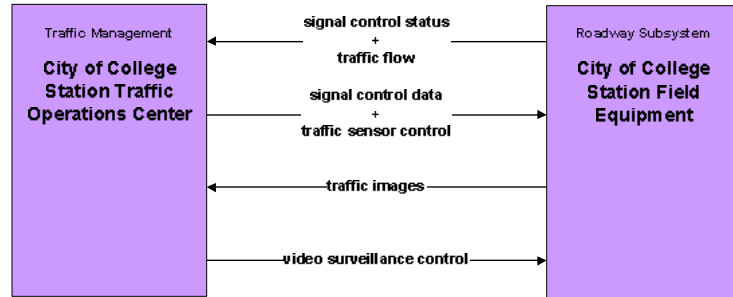 Traffic Management
City of College
Station Traffic
Operations Center
signal control status
+
traffic flow
signal control data
+
traffic sensor control
traffic images
video surveillance control
Roadway Subsystem
City of College
Station Field
Equipment